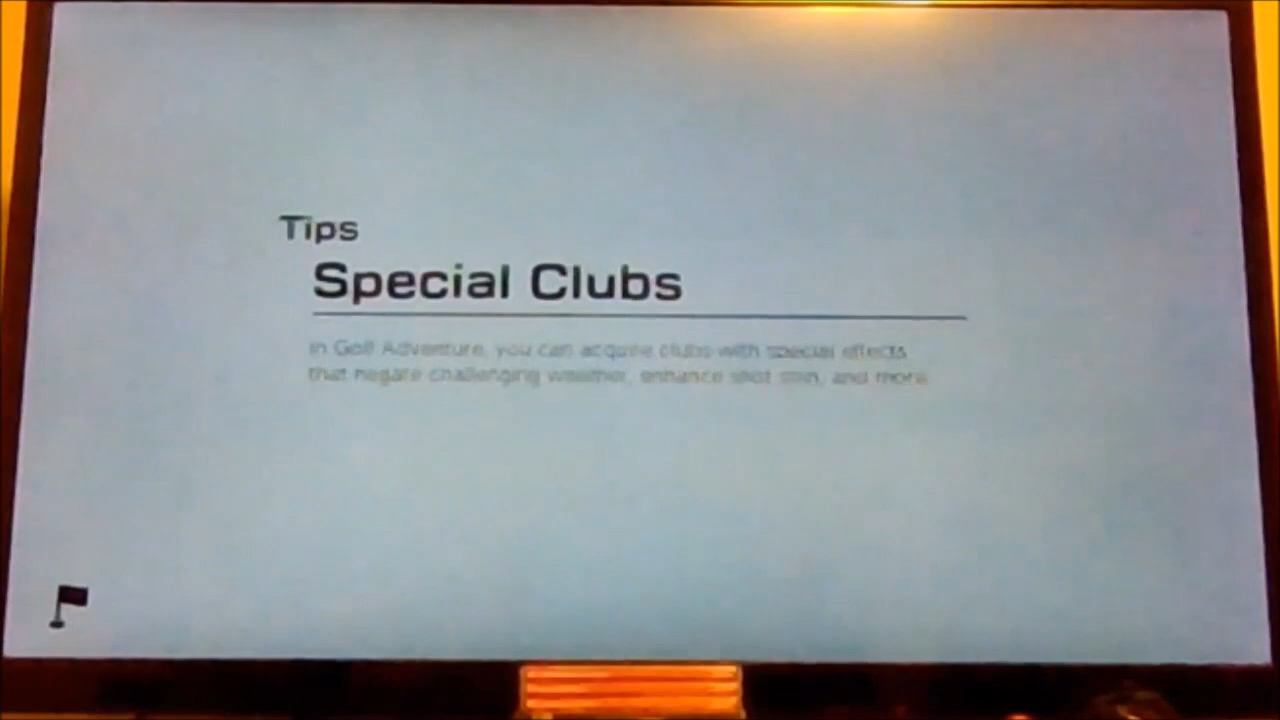 Tips
Special Clubs
In Golf Adventure, you can acquire clubs with special effects
that negate challenging weather, enhance shot spin, and more.